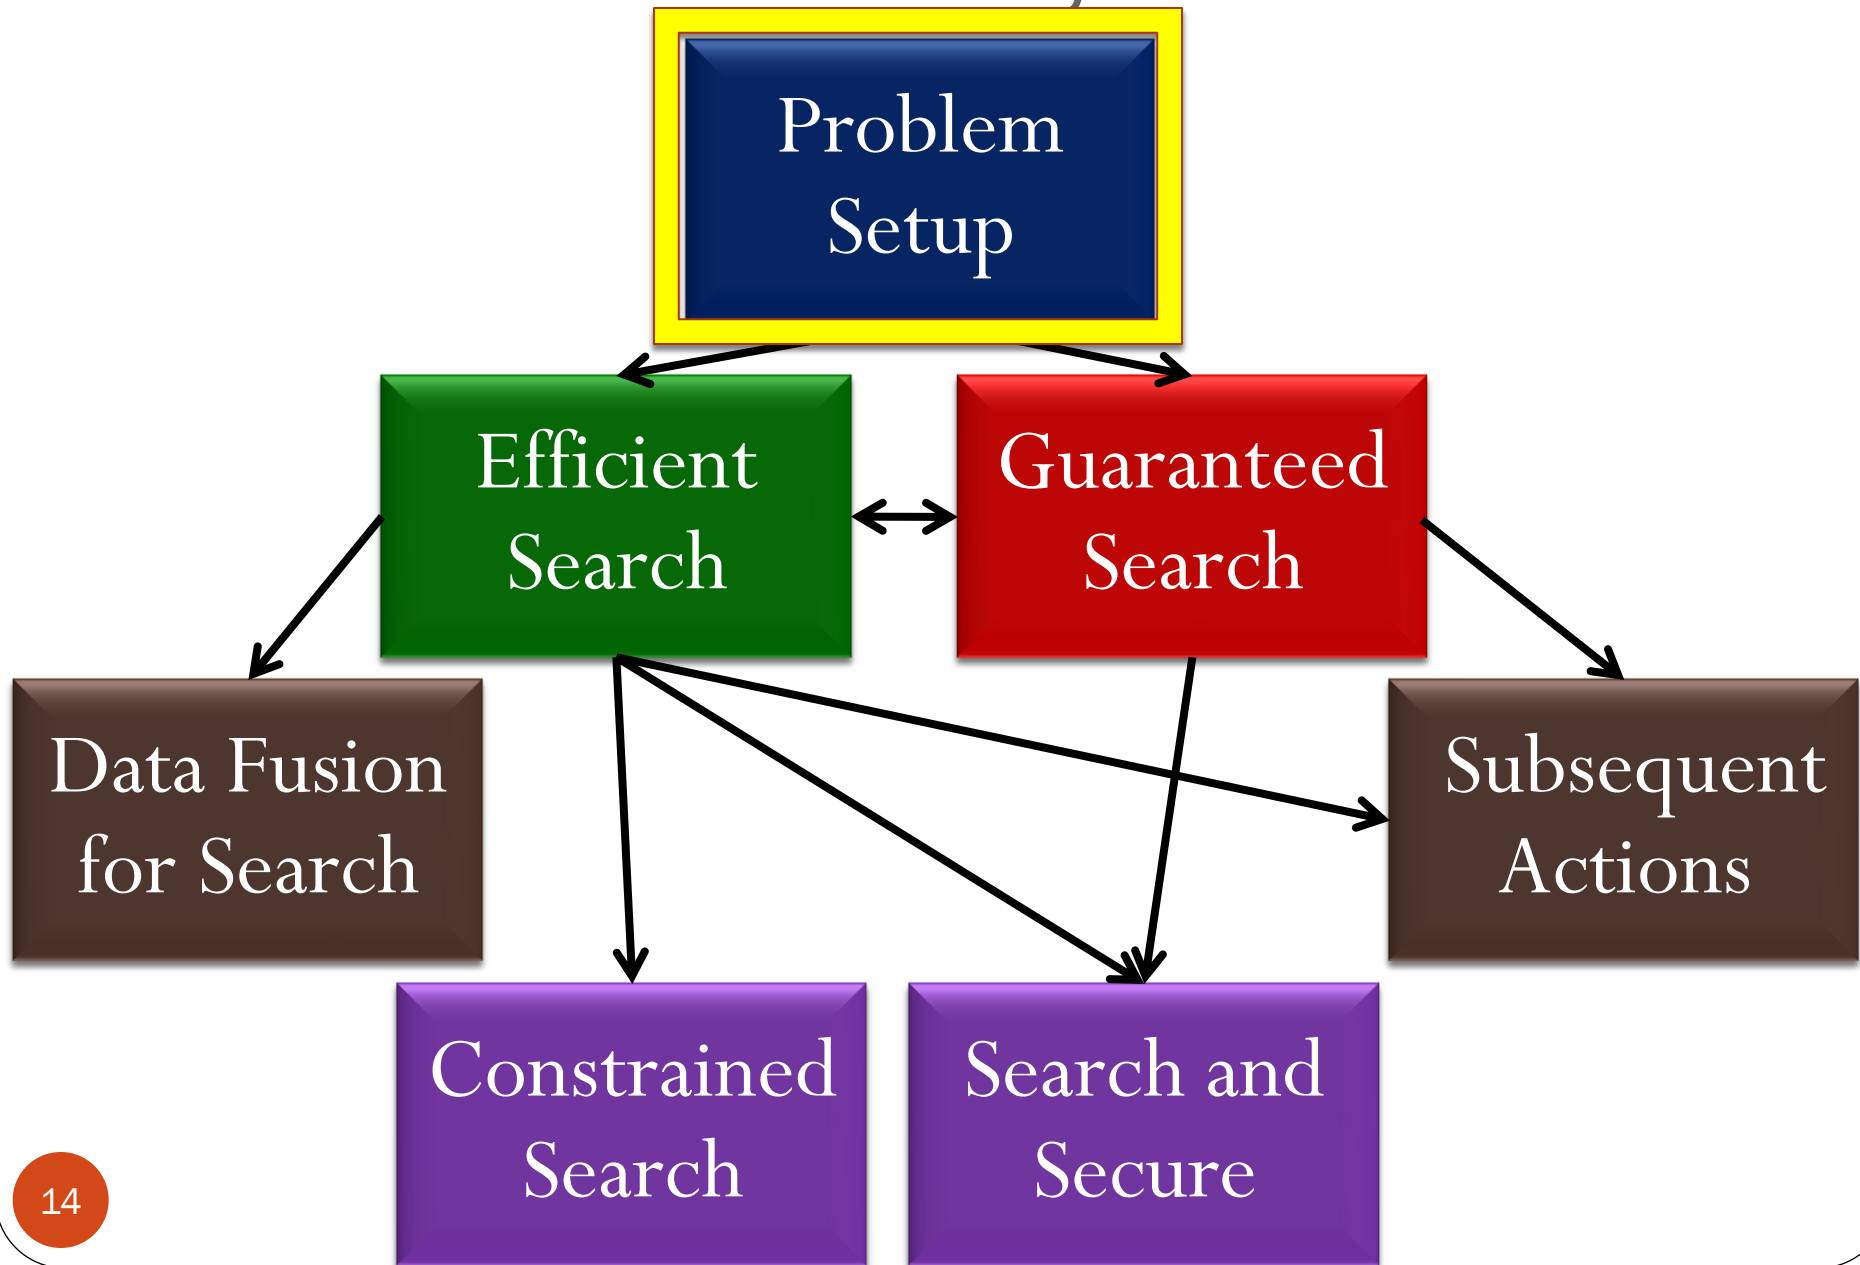 Problem
Setup
Efficient
Search
Guaranteed
Search
Data Fusion
for Search
Subsequent
Actions
Constrained
Search
Search and
Secure
14